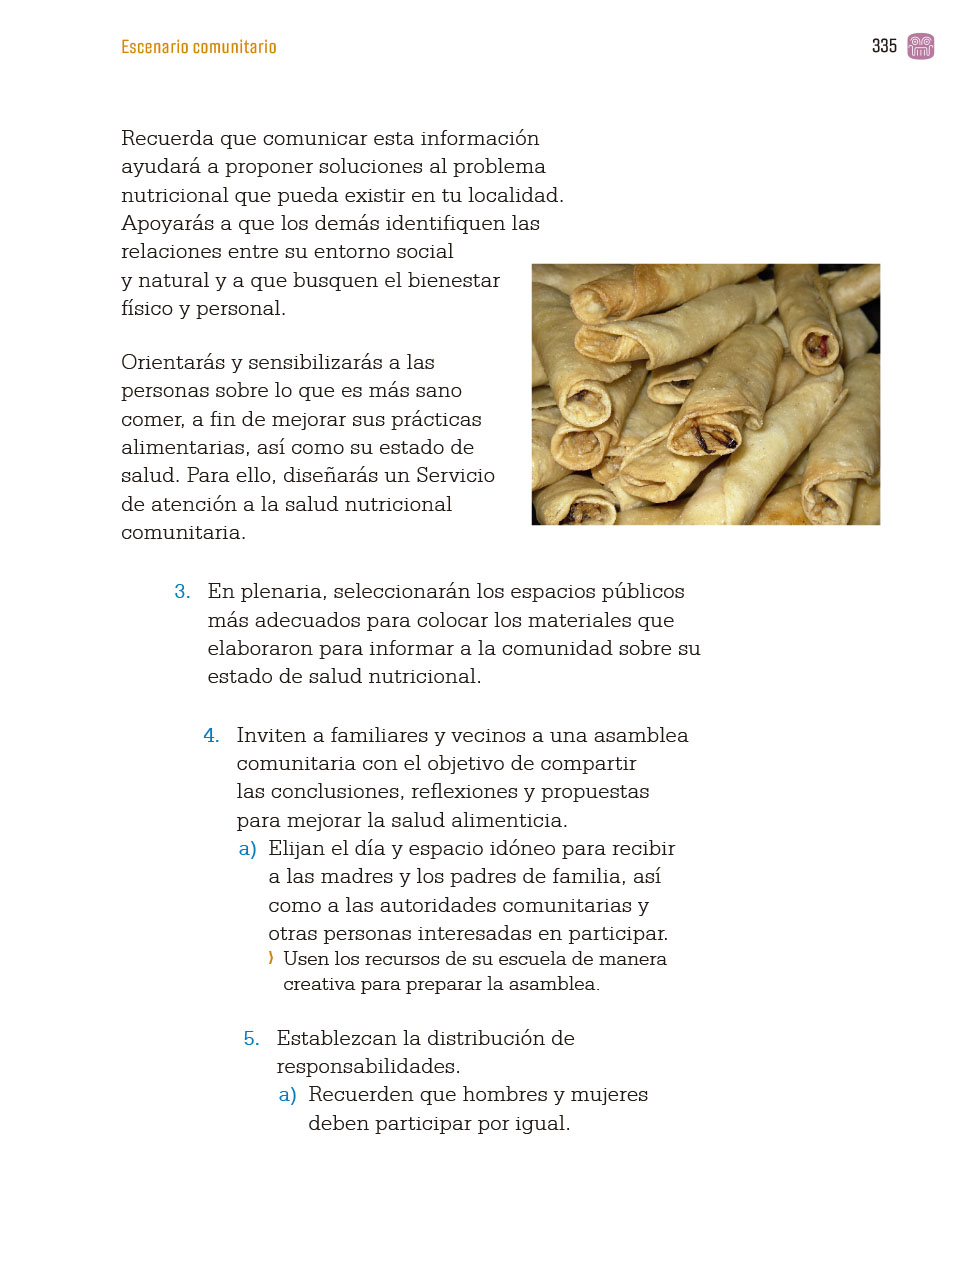 Escenario comunitario
335
Recuerda que comunicar esta información
ayudará a proponer soluciones al problema
nutricional que pueda existir en tu localidad.
Apoyarás a que los demás identifiquen las
relaciones entre su entorno social
y natural y a que busquen el bienestar
físico y personal.
Orientarás y sensibilizarás a las
personas sobre lo que es más sano
comer, a fin de mejorar sus prácticas
alimentarias, así como su estado de
salud. Para ello, diseñarás un Servicio
de atención a la salud nutricional
comunitaria.
3. En plenaria, seleccionarán los espacios públicos
más adecuados para colocar los materiales que
elaboraron para informar a la comunidad sobre su
estado de salud nutricional.
4. Inviten a familiares y vecinos a una asamblea
comunitaria con el objetivo de compartir
las conclusiones, reflexiones y propuestas
para mejorar la salud alimenticia.
a) Elijan el día y espacio idóneo para recibir
a las madres y los padres de familia, así
como a las autoridades comunitarias y
otras personas interesadas en participar.
⟩ Usen los recursos de su escuela de manera
creativa para preparar la asamblea.
5. Establezcan la distribución de
responsabilidades.
a) Recuerden que hombres y mujeres
deben participar por igual.